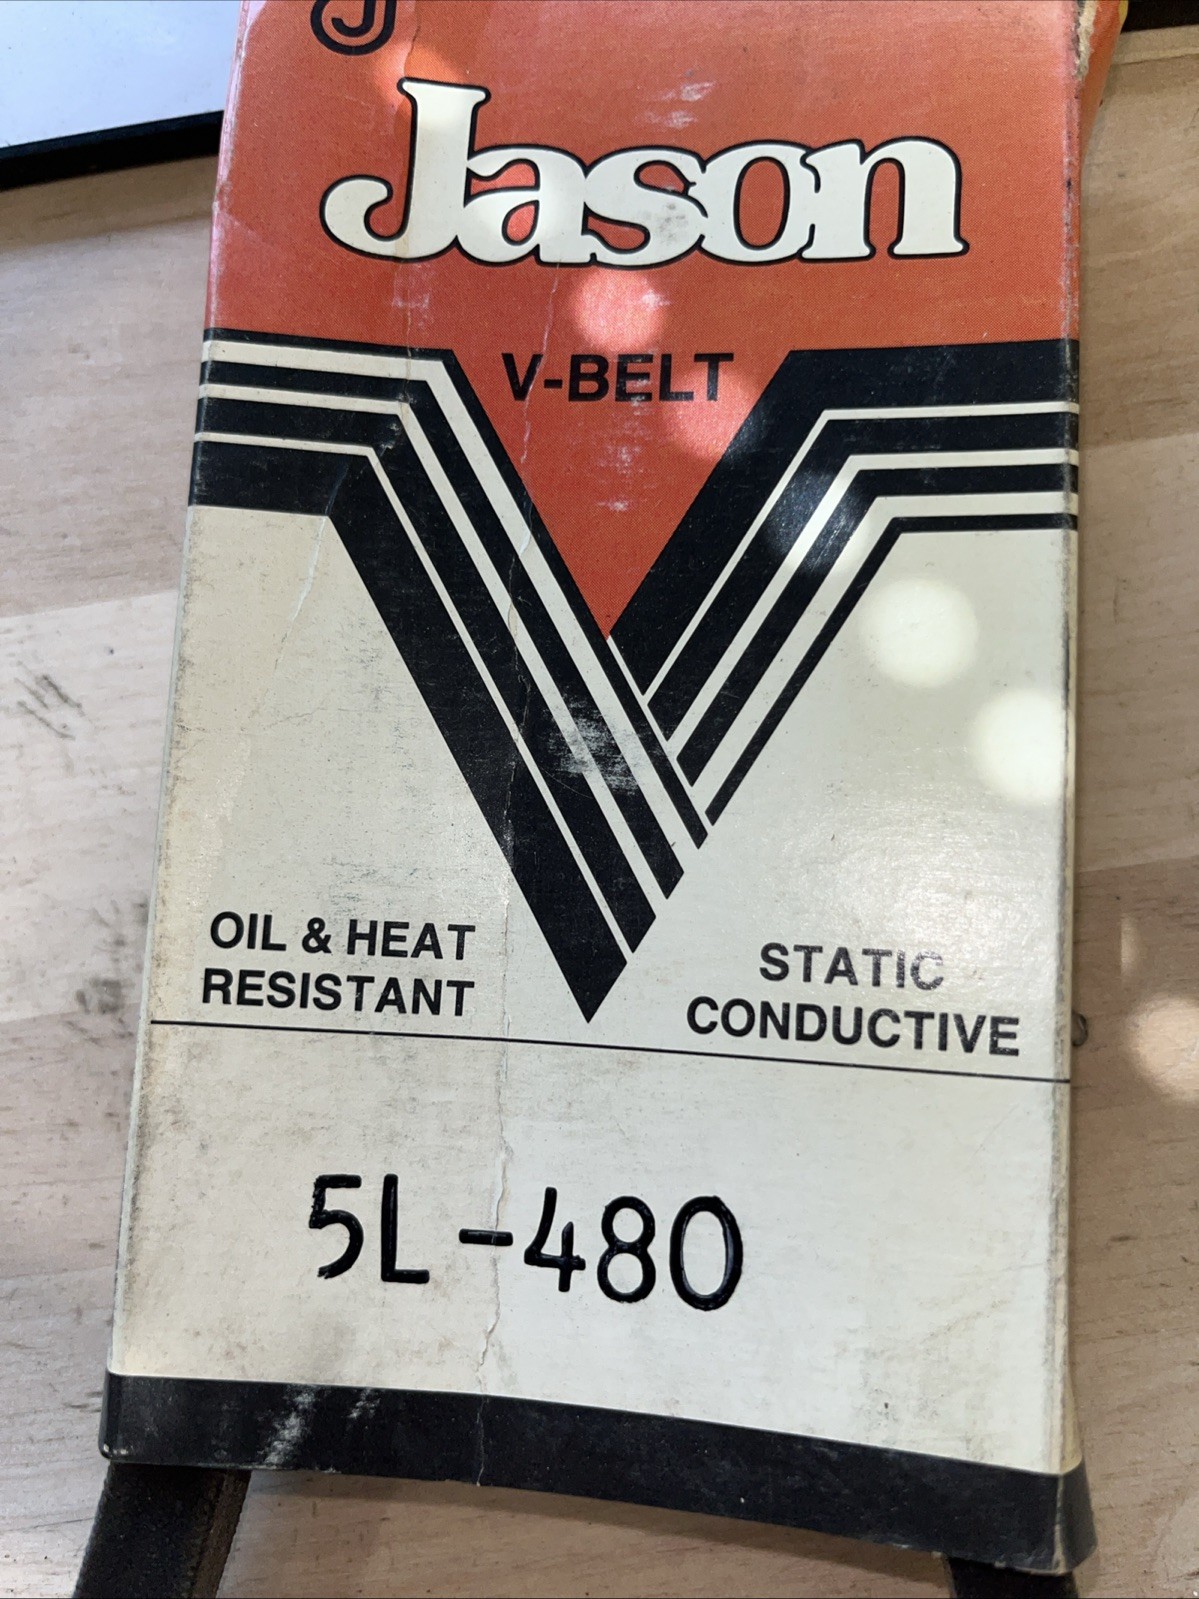 J
Jason
V-BELT
OIL & HEAT
RESISTANT
STATIC
CONDUCTIVE
5L-480